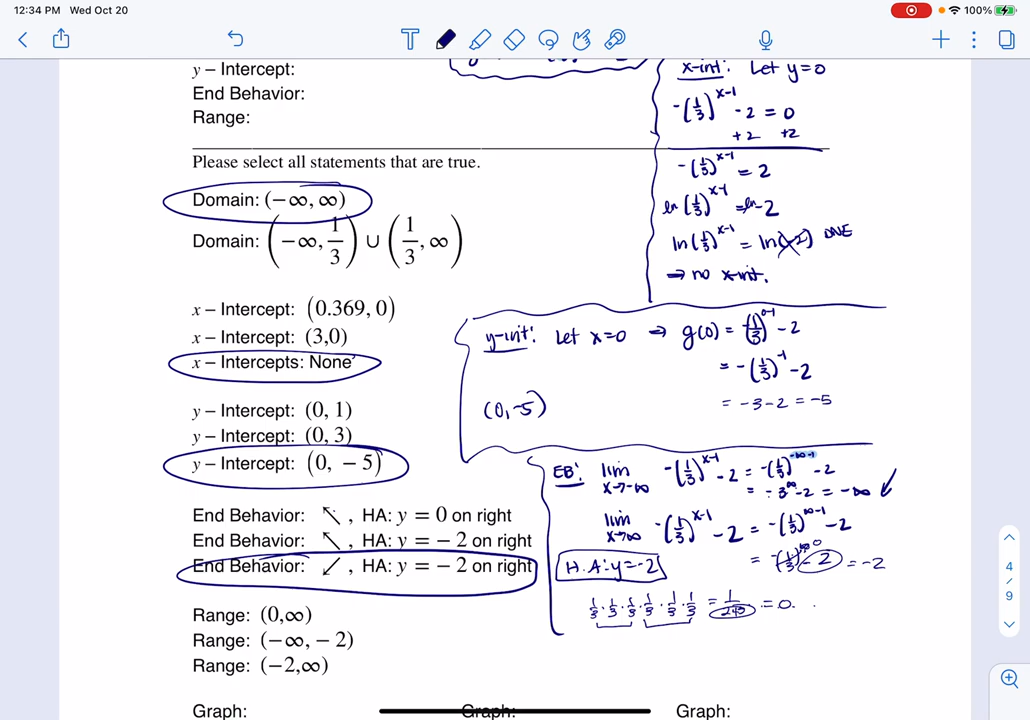 12:34 PM Wed Oct 20
100%
y – Intercept:
End Behavior:
Range:
x-int: Let y=0
-(1/3)^(x-1) - 2 = 0
+2 +2
Please select all statements that are true.
-(1/3)^(x-1) = 2
Domain: (−∞, ∞)
ln (1/3)^(x-1) = ln -2
Domain: (−∞, 1/3) ∪ (1/3, ∞)
ln(1/3)^(x-1) = ln(-2) DNE
→ no x-int.
x – Intercept: (0.369, 0)
x – Intercept: (3,0)
x – Intercepts: None
y-int: Let x=0 → g(0) = -(1/3)^(0-1) - 2
= -(1/3)^-1 - 2
= -3-2 = -5
(0,-5)
y – Intercept: (0, 1)
y – Intercept: (0, 3)
y – Intercept: (0, − 5)
EB: lim x→-∞ -(1/3)^(x-1) - 2 = -(1/3)^(-∞-1) - 2
= -3^∞ - 2 = -∞ ↙
lim x→∞ -(1/3)^(x-1) - 2 = -(1/3)^(∞-1) - 2
= -(1/3)^∞ 0 - 2 = -2
H.A: y=-2
1/3 · 1/3 · 1/3 · 1/3 · 1/3 · 1/3 = 1/243 = 0.
End Behavior: ↖ , HA: y = 0 on right
End Behavior: ↖ , HA: y = − 2 on right
End Behavior: ↙ , HA: y = − 2 on right
Range: (0,∞)
Range: (−∞, − 2)
Range: (−2,∞)
Graph: Graph: Graph:
4
9